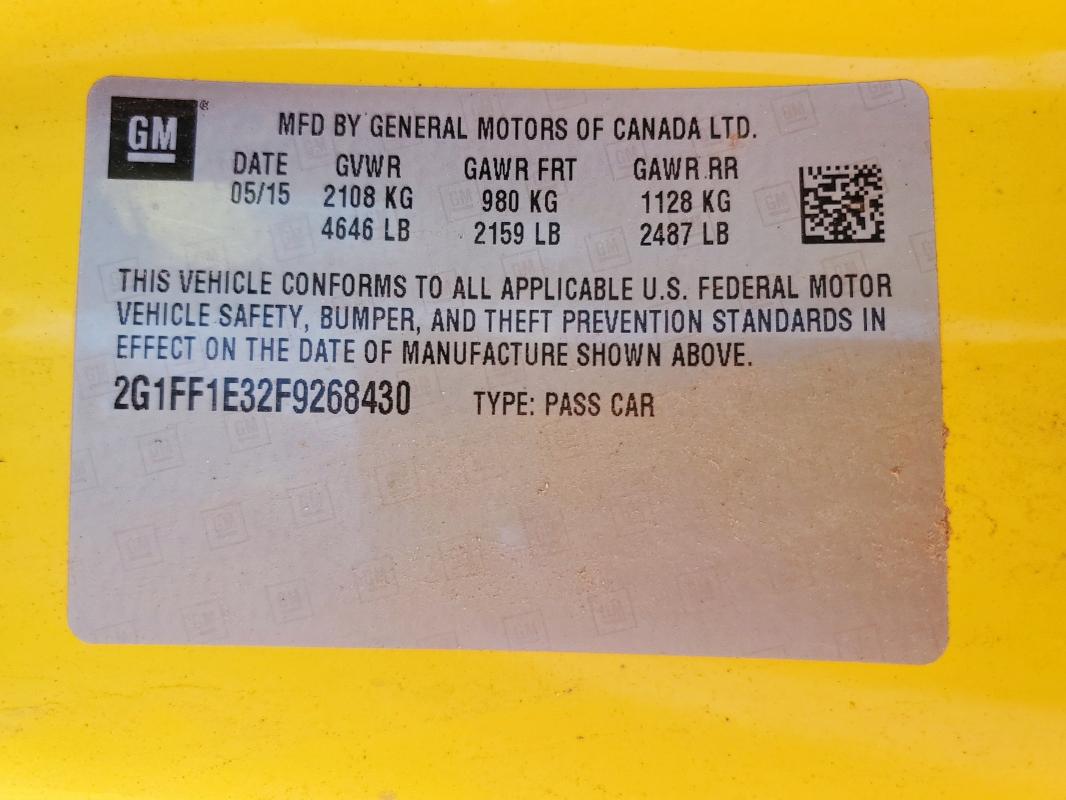 GM ®
MFD BY GENERAL MOTORS OF CANADA LTD.
DATE GVWR GAWR FRT GAWR RR
05/15 2108 KG 980 KG 1128 KG
4646 LB 2159 LB 2487 LB
THIS VEHICLE CONFORMS TO ALL APPLICABLE U.S. FEDERAL MOTOR
VEHICLE SAFETY, BUMPER, AND THEFT PREVENTION STANDARDS IN
EFFECT ON THE DATE OF MANUFACTURE SHOWN ABOVE.
2G1FF1E32F9268430 TYPE: PASS CAR